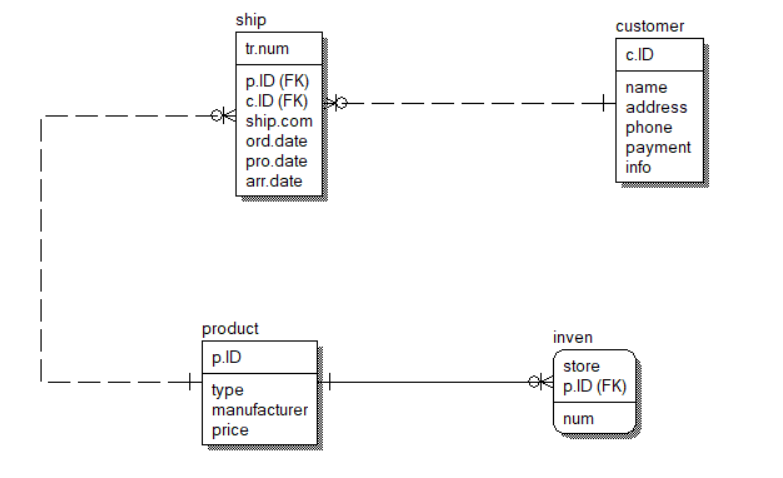 ship
tr.num
p.ID (FK)
c.ID (FK)
ship.com
ord.date
pro.date
arr.date
customer
c.ID
name
address
phone
payment
info
product
p.ID
type
manufacturer
price
inven
store
p.ID (FK)
num